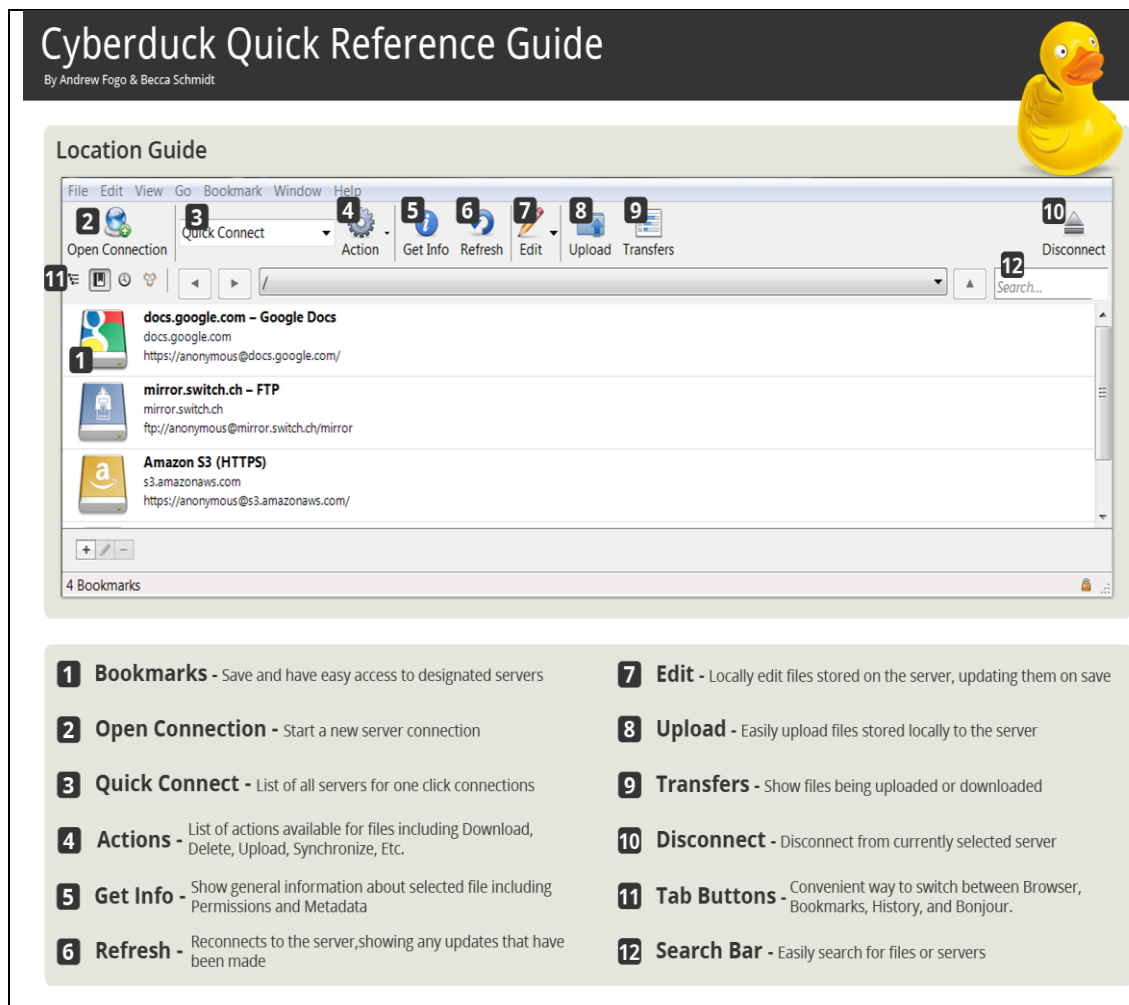 Cyberduck Quick Reference Guide
By Andrew Fogo & Becca Schmidt
Location Guide
File Edit View Go Bookmark Window Help
2 3 4 5 6 7 8 9 10
Quick Connect
Open Connection Action Get Info Refresh Edit Upload Transfers Disconnect
11 / 12 Search...
docs.google.com – Google Docs
docs.google.com
1 https://anonymous@docs.google.com/
mirror.switch.ch – FTP
mirror.switch.ch
ftp://anonymous@mirror.switch.ch/mirror
Amazon S3 (HTTPS)
s3.amazonaws.com
https://anonymous@s3.amazonaws.com/
4 Bookmarks
1 Bookmarks - Save and have easy access to designated servers
2 Open Connection - Start a new server connection
3 Quick Connect - List of all servers for one click connections
4 Actions - List of actions available for files including Download,
Delete, Upload, Synchronize, Etc.
5 Get Info - Show general information about selected file including
Permissions and Metadata
6 Refresh - Reconnects to the server,showing any updates that have
been made
7 Edit - Locally edit files stored on the server, updating them on save
8 Upload - Easily upload files stored locally to the server
9 Transfers - Show files being uploaded or downloaded
10 Disconnect - Disconnect from currently selected server
11 Tab Buttons - Convenient way to switch between Browser,
Bookmarks, History, and Bonjour.
12 Search Bar - Easily search for files or servers